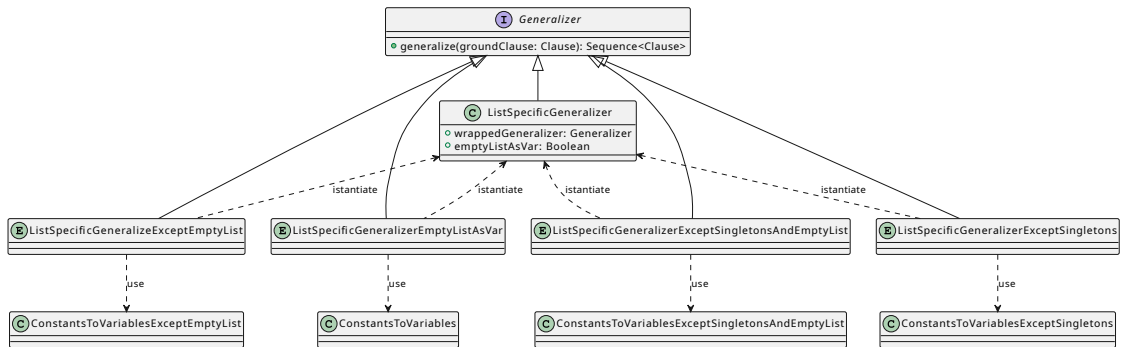 I Generalizer
generalize(groundClause: Clause): Sequence<Clause>
C ListSpecificGeneralizer
wrappedGeneralizer: Generalizer
emptyListAsVar: Boolean
istantiate
istantiate
istantiate
istantiate
E ListSpecificGeneralizeExceptEmptyList
E ListSpecificGeneralizerEmptyListAsVar
E ListSpecificGeneralizerExceptSingletonsAndEmptyList
E ListSpecificGeneralizerExceptSingletons
use
use
use
use
C ConstantsToVariablesExceptEmptyList
C ConstantsToVariables
C ConstantsToVariablesExceptSingletonsAndEmptyList
C ConstantsToVariablesExceptSingletons